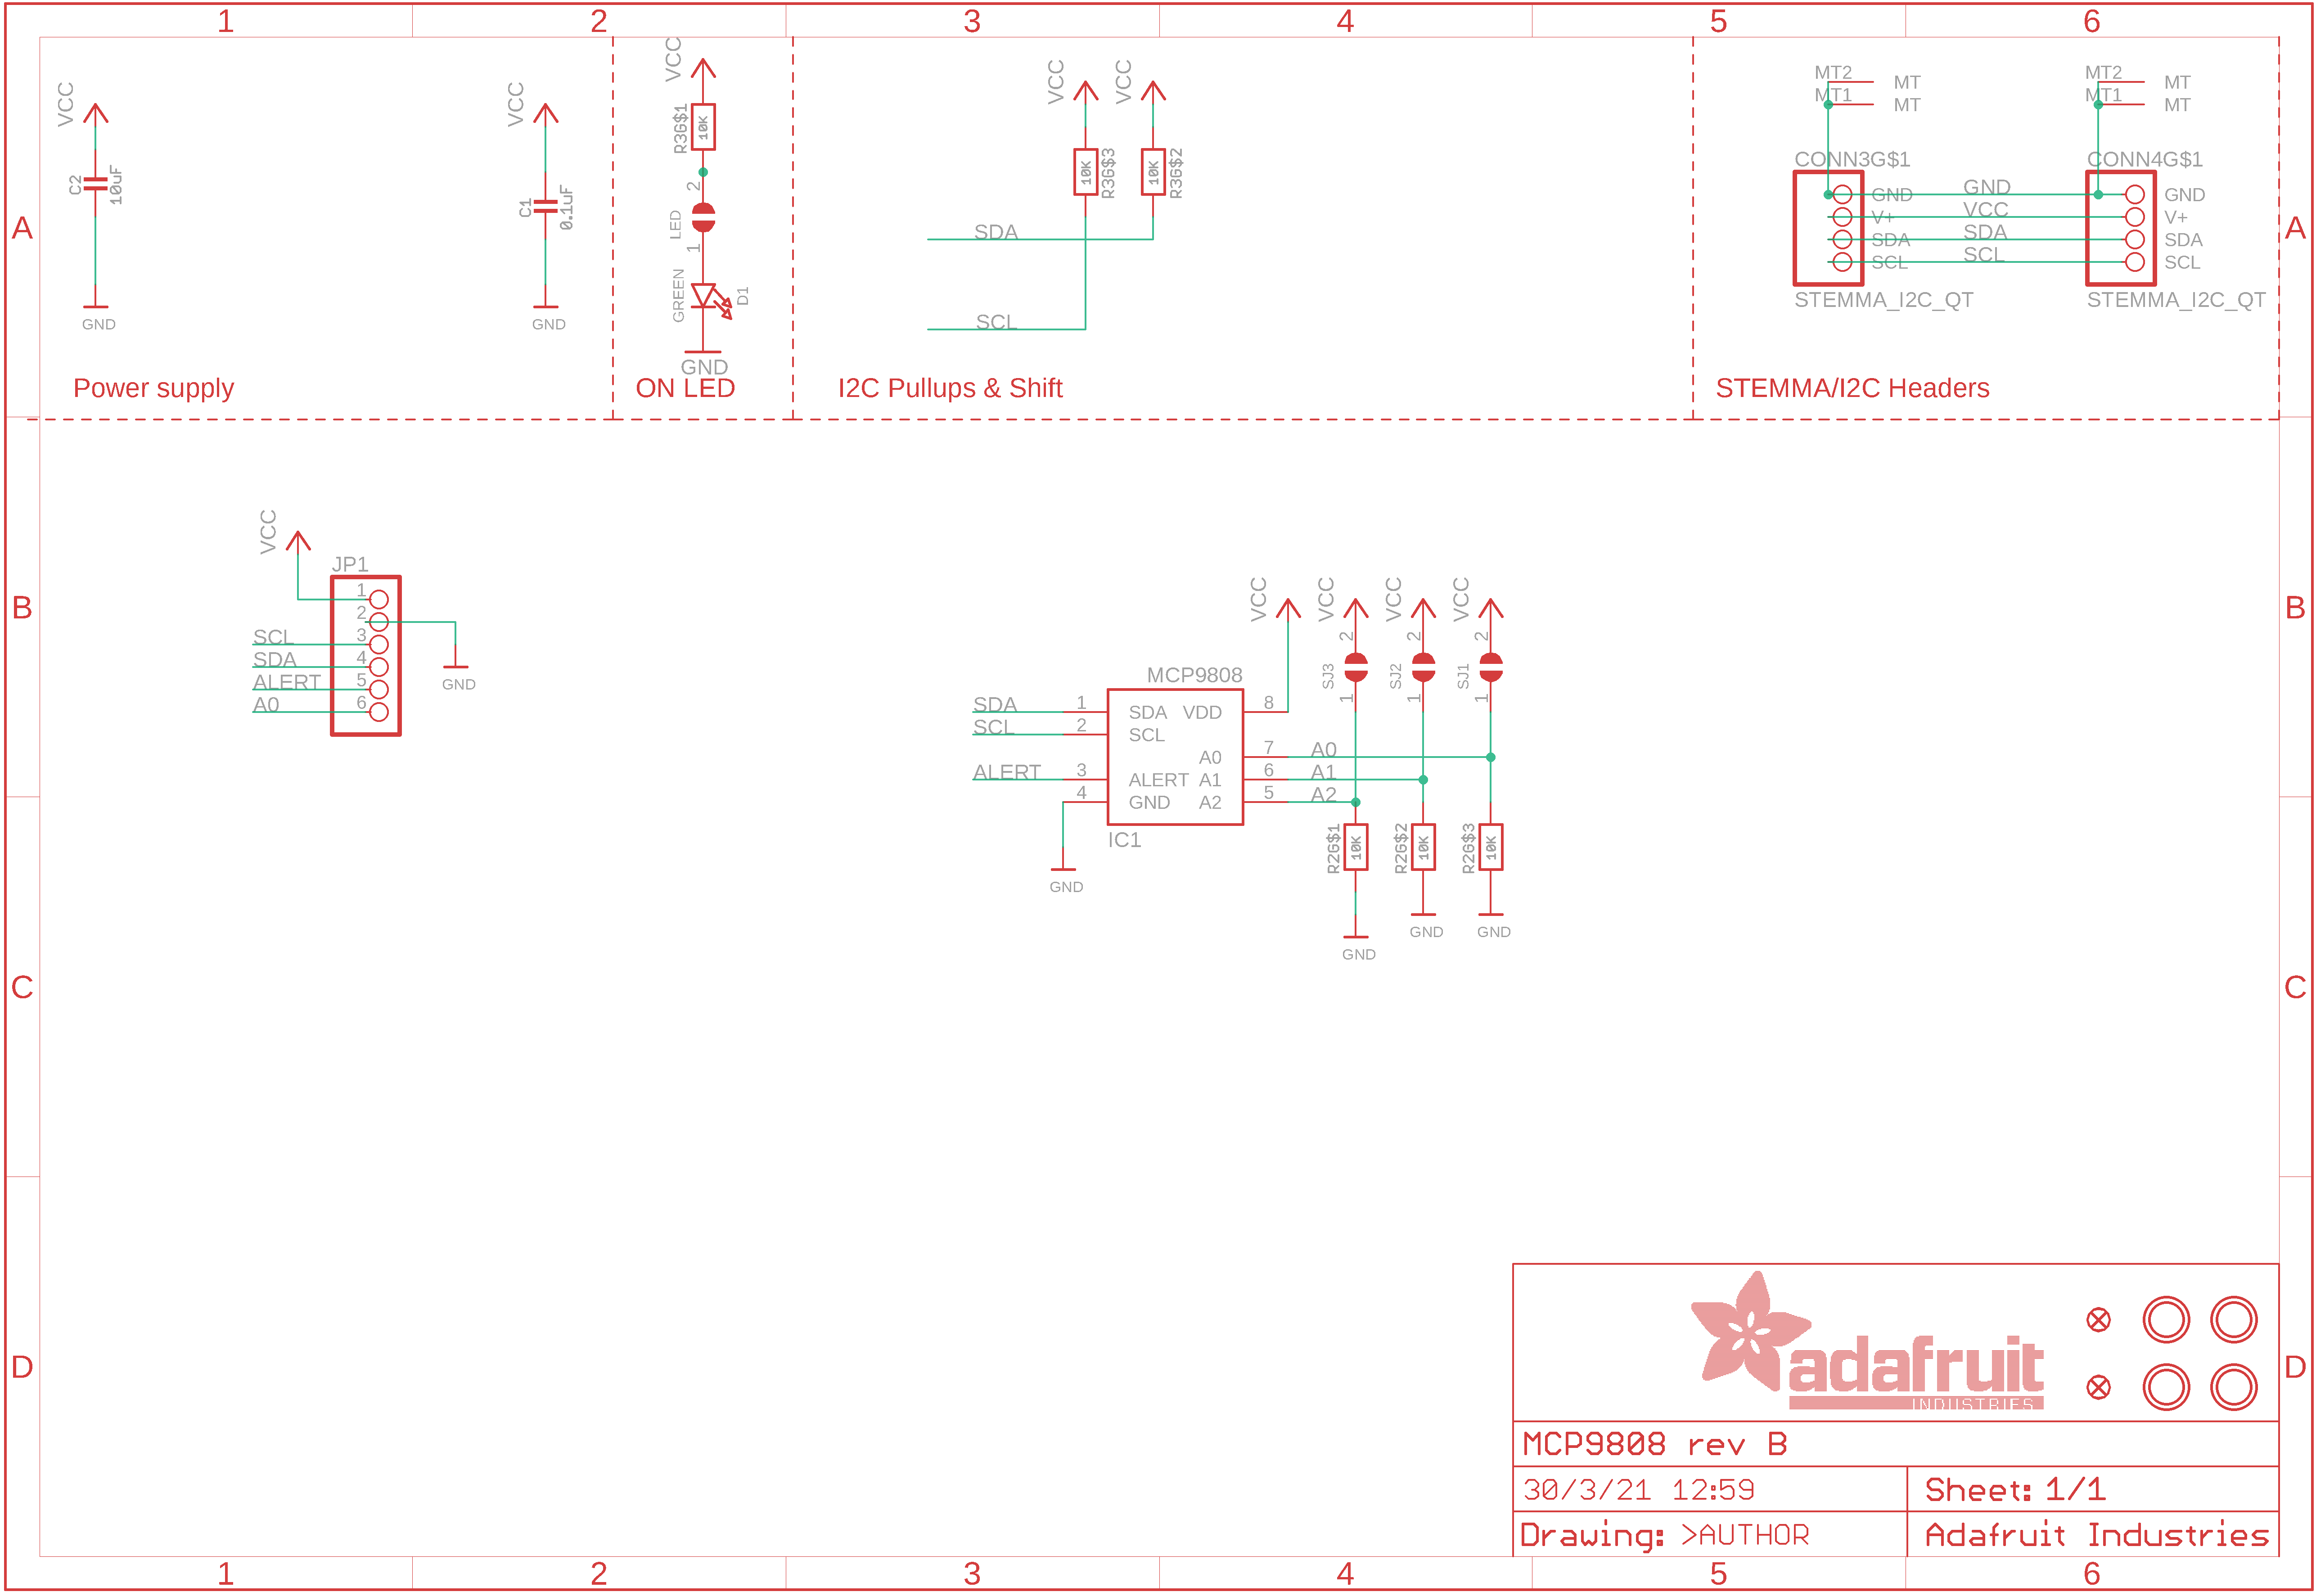 1 2 3 4 5 6
A A
B B
C C
D D
VCC
C2
10uF
GND
VCC
C1
0.1uF
GND
Power supply
VCC
R3G$1
10K
2
LED
1
GREEN
D1
GND
ON LED
VCC
VCC
10K
R3G$3
10K
R3G$2
SDA
SCL
I2C Pullups & Shift
MT2 MT
MT1 MT
CONN3G$1
GND
V+
SDA
SCL
STEMMA_I2C_QT
GND
VCC
SDA
SCL
MT2 MT
MT1 MT
CONN4G$1
GND
V+
SDA
SCL
STEMMA_I2C_QT
STEMMA/I2C Headers
VCC
JP1
1
2
SCL 3
SDA 4
ALERT 5
A0 6
GND
MCP9808
SDA 1 SDA VDD 8
SCL 2 SCL
A0 7 A0
ALERT 3 ALERT A1 6 A1
4 GND A2 5 A2
IC1
GND
VCC
VCC
VCC
VCC
2
SJ3
1
2
SJ2
1
2
SJ1
1
R2G$1
10K
R2G$2
10K
R2G$3
10K
GND
GND
GND
adafruit
INDUSTRIES
MCP9808 rev B
30/3/21 12:59
Sheet: 1/1
Drawing: >AUTHOR
Adafruit Industries
1 2 3 4 5 6